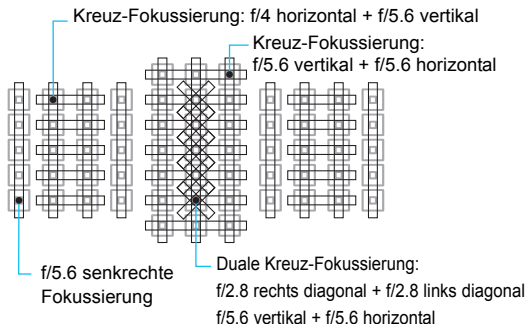 Kreuz-Fokussierung: f/4 horizontal + f/5.6 vertikal
Kreuz-Fokussierung:
f/5.6 vertikal + f/5.6 horizontal
f/5.6 senkrechte
Fokussierung
Duale Kreuz-Fokussierung:
f/2.8 rechts diagonal + f/2.8 links diagonal
f/5.6 vertikal + f/5.6 horizontal